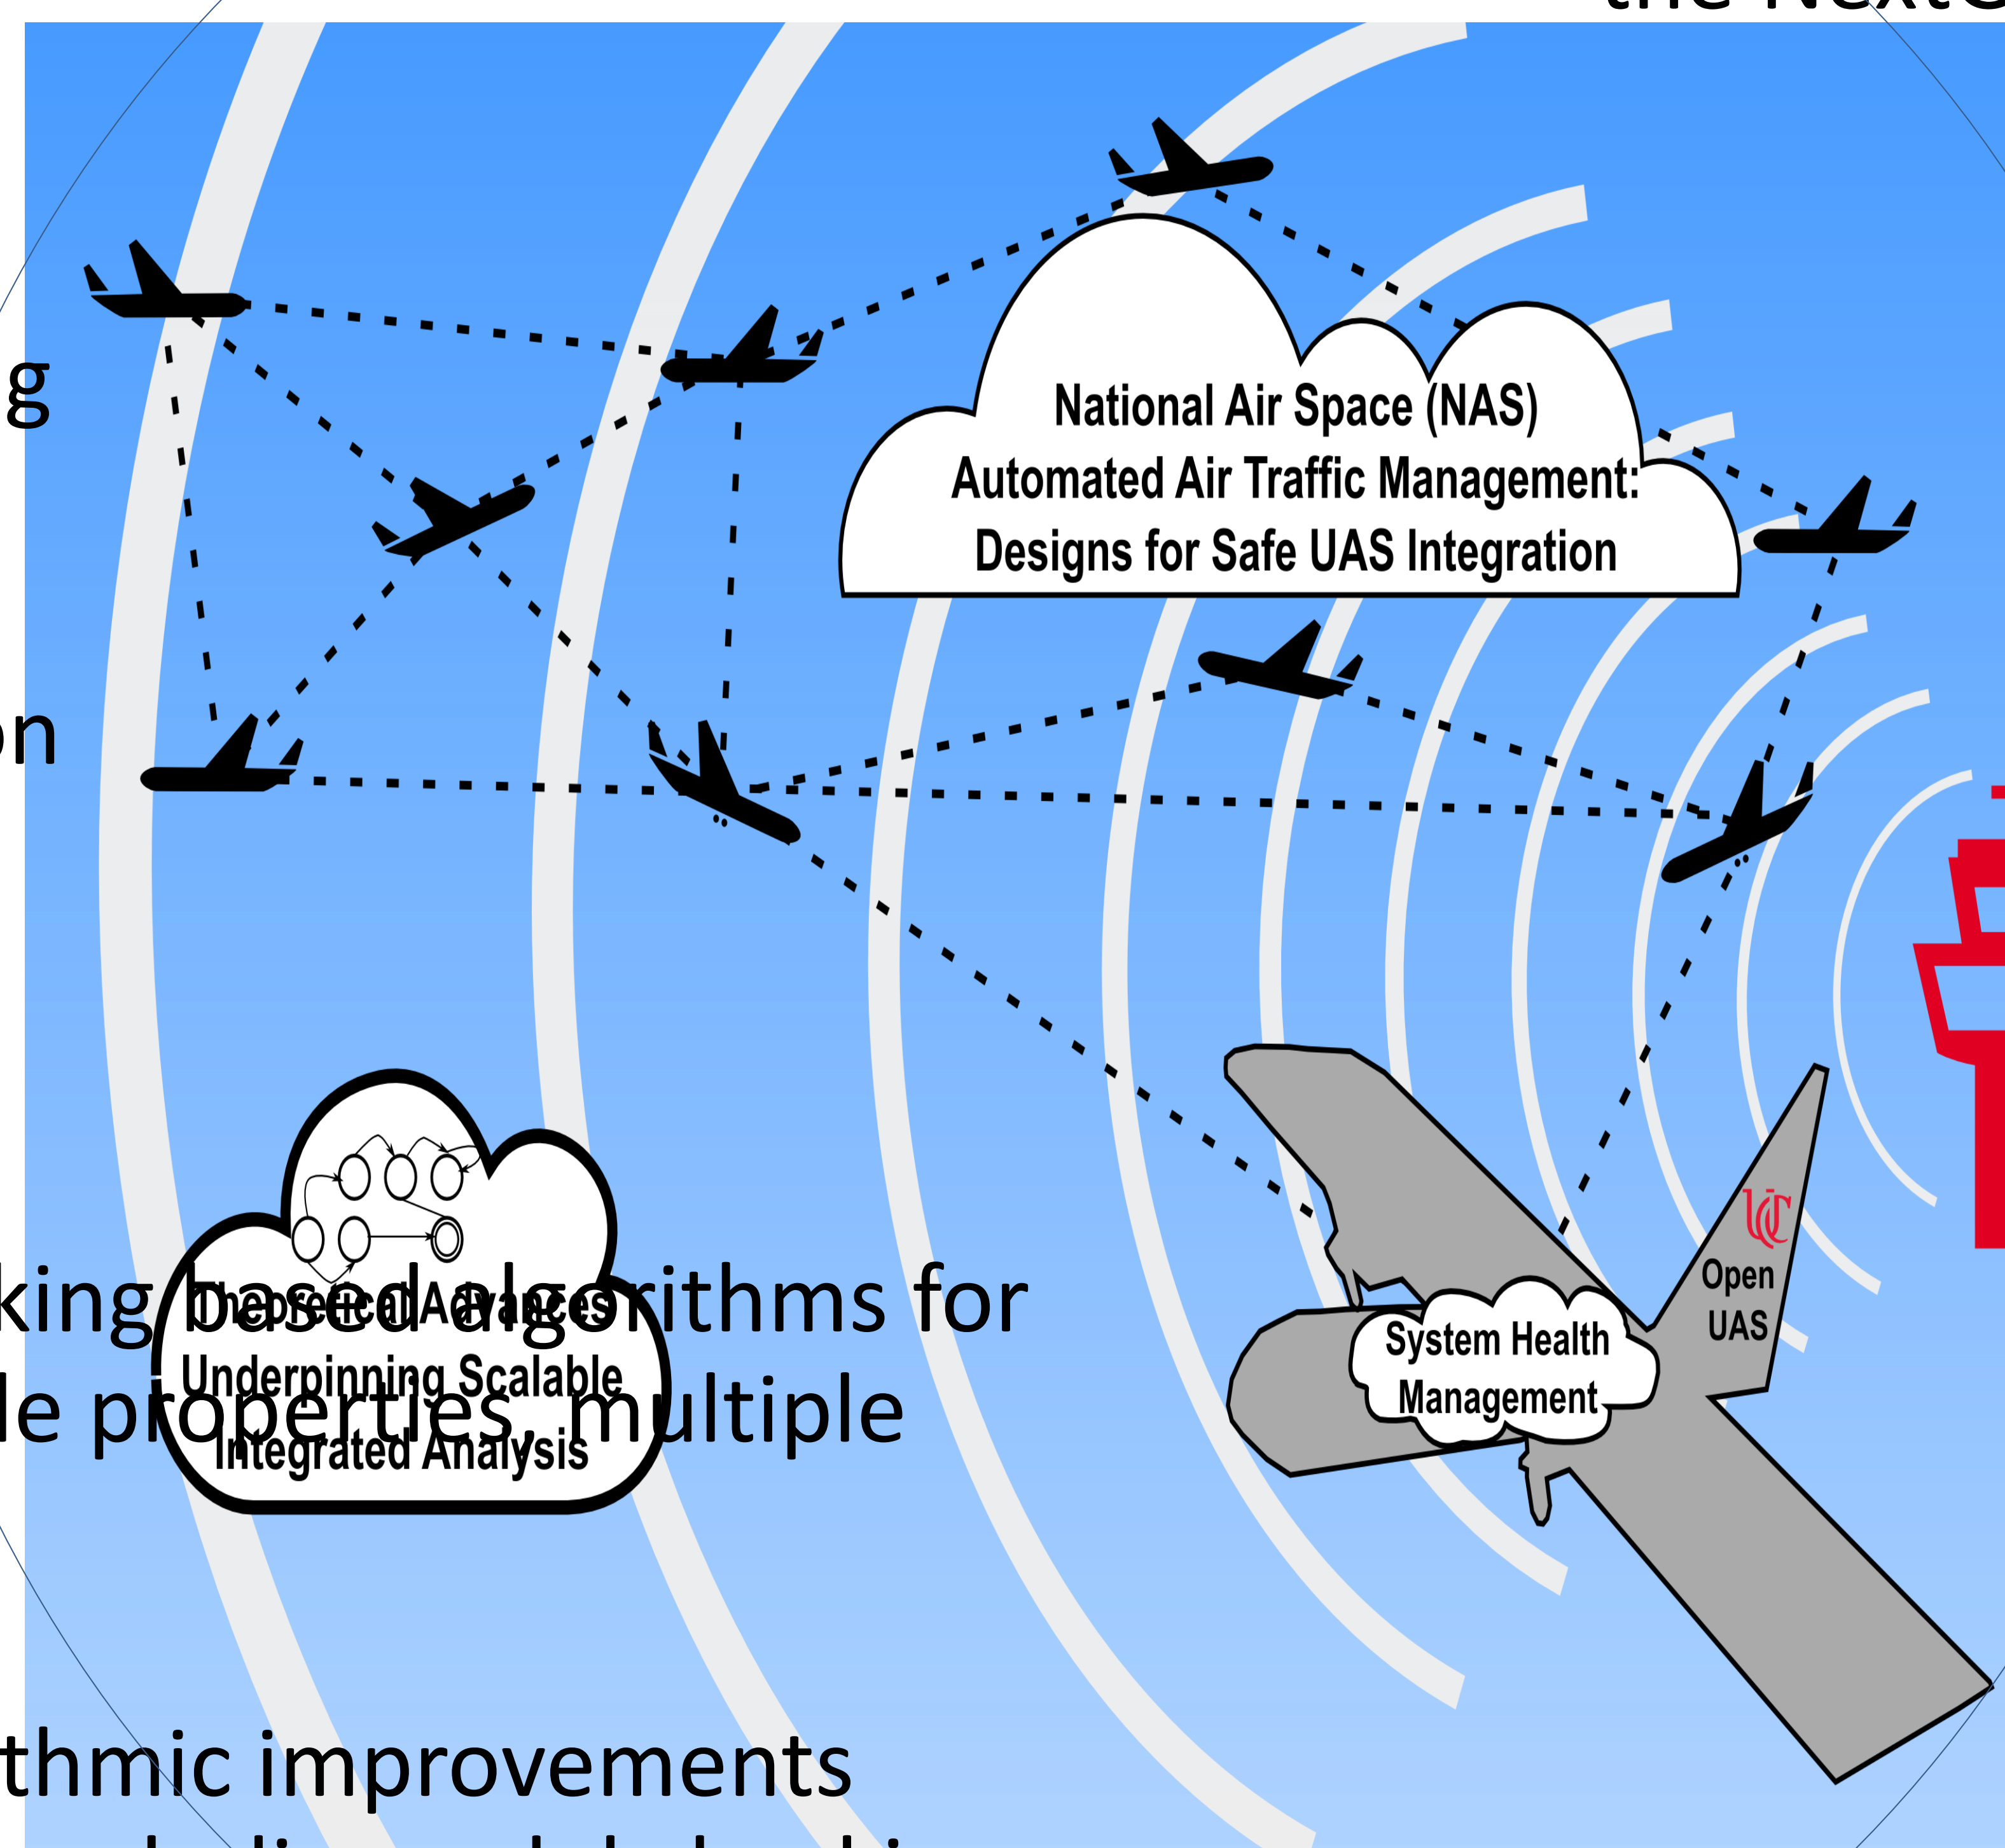 g
National Air Space (NAS)
Automated Air Traffic Management:
Designs for Safe UAS Integration
on
Open
UAS
king based algorithms for
Theoretical Advances
System Health
Management
Underpinning Scalable
le properties multiple
Integrated Analysis
thmic improvements